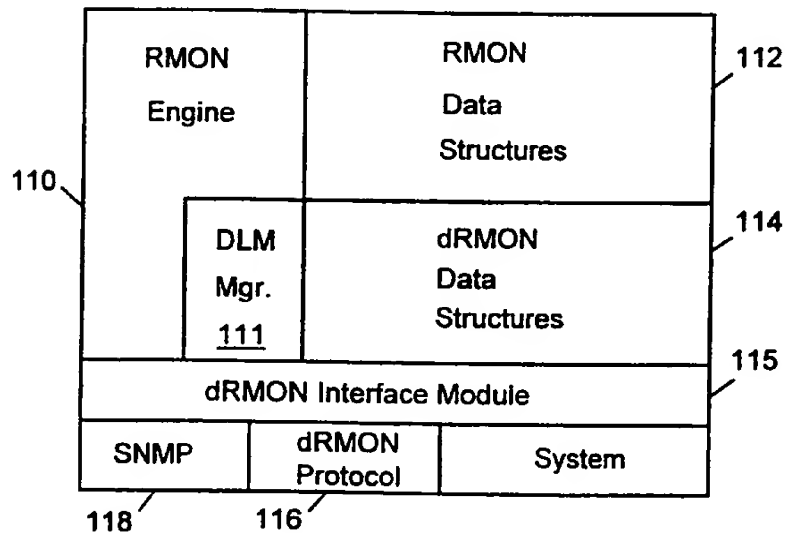 RMON
Engine
RMON
Data
Structures
112
110
DLM
Mgr.
111
dRMON
Data
Structures
114
dRMON Interface Module
115
SNMP
dRMON
Protocol
System
118
116